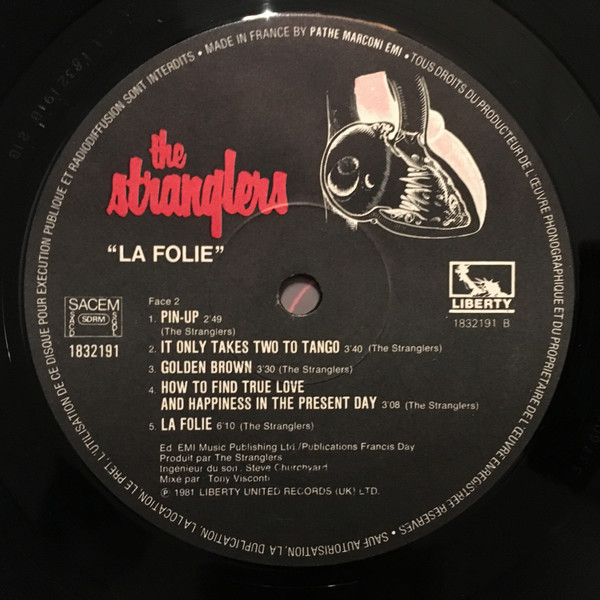 MADE IN FRANCE BY PATHE MARCONI EMI • TOUS DROITS DU PRODUCTEUR DE L'ŒUVRE PHONOGRAPHIQUE ET DU PROPRIETAIRE DE L'ŒUVRE ENREGISTREE RESERVES • SAUF AUTORISATION, LA DUPLICATION, LA LOCATION, LE PRET, L'UTILISATION DE CE DISQUE POUR EXECUTION PUBLIQUE ET RADIODIFFUSION SONT INTERDITS •
the
stranglers
"LA FOLIE"
LIBERTY
1832191 B
SACEM
SDRM
1832191
Face 2
1. PIN-UP 2'49
(The Stranglers)
2. IT ONLY TAKES TWO TO TANGO 3'40 (The Stranglers)
3. GOLDEN BROWN 3'30 (The Stranglers)
4. HOW TO FIND TRUE LOVE
AND HAPPINESS IN THE PRESENT DAY 3'08 (The Stranglers)
5. LA FOLIE 6'10 (The Stranglers)
Ed. EMI Music Publishing Ltd./Publications Francis Day
Produit par The Stranglers
Ingénieur du son: Steve Churchyard
Mixé par: Tony Visconti
℗ 1981 LIBERTY UNITED RECORDS (UK) LTD.